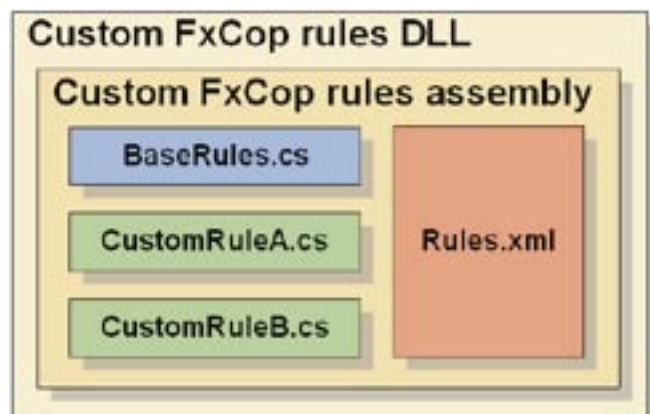 Custom FxCop rules DLL
Custom FxCop rules assembly
BaseRules.cs
CustomRuleA.cs
CustomRuleB.cs
Rules.xml